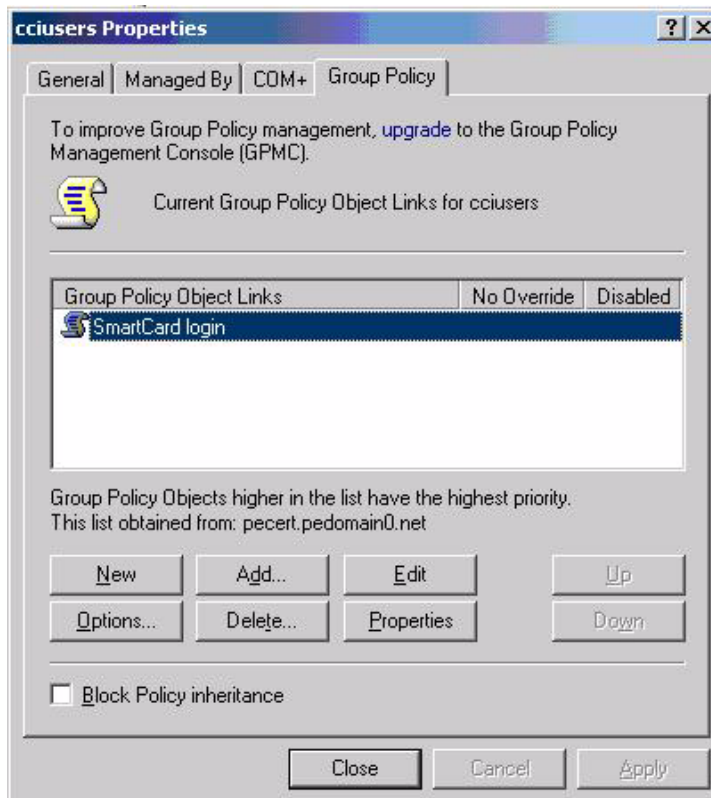 cciusers Properties
General Managed By COM+ Group Policy
To improve Group Policy management, upgrade to the Group Policy
Management Console (GPMC).
Current Group Policy Object Links for cciusers
Group Policy Object Links No Override Disabled
SmartCard login
Group Policy Objects higher in the list have the highest priority.
This list obtained from: pecert.pedomain0.net
New Add... Edit Up
Options... Delete... Properties Down
Block Policy inheritance
Close Cancel Apply